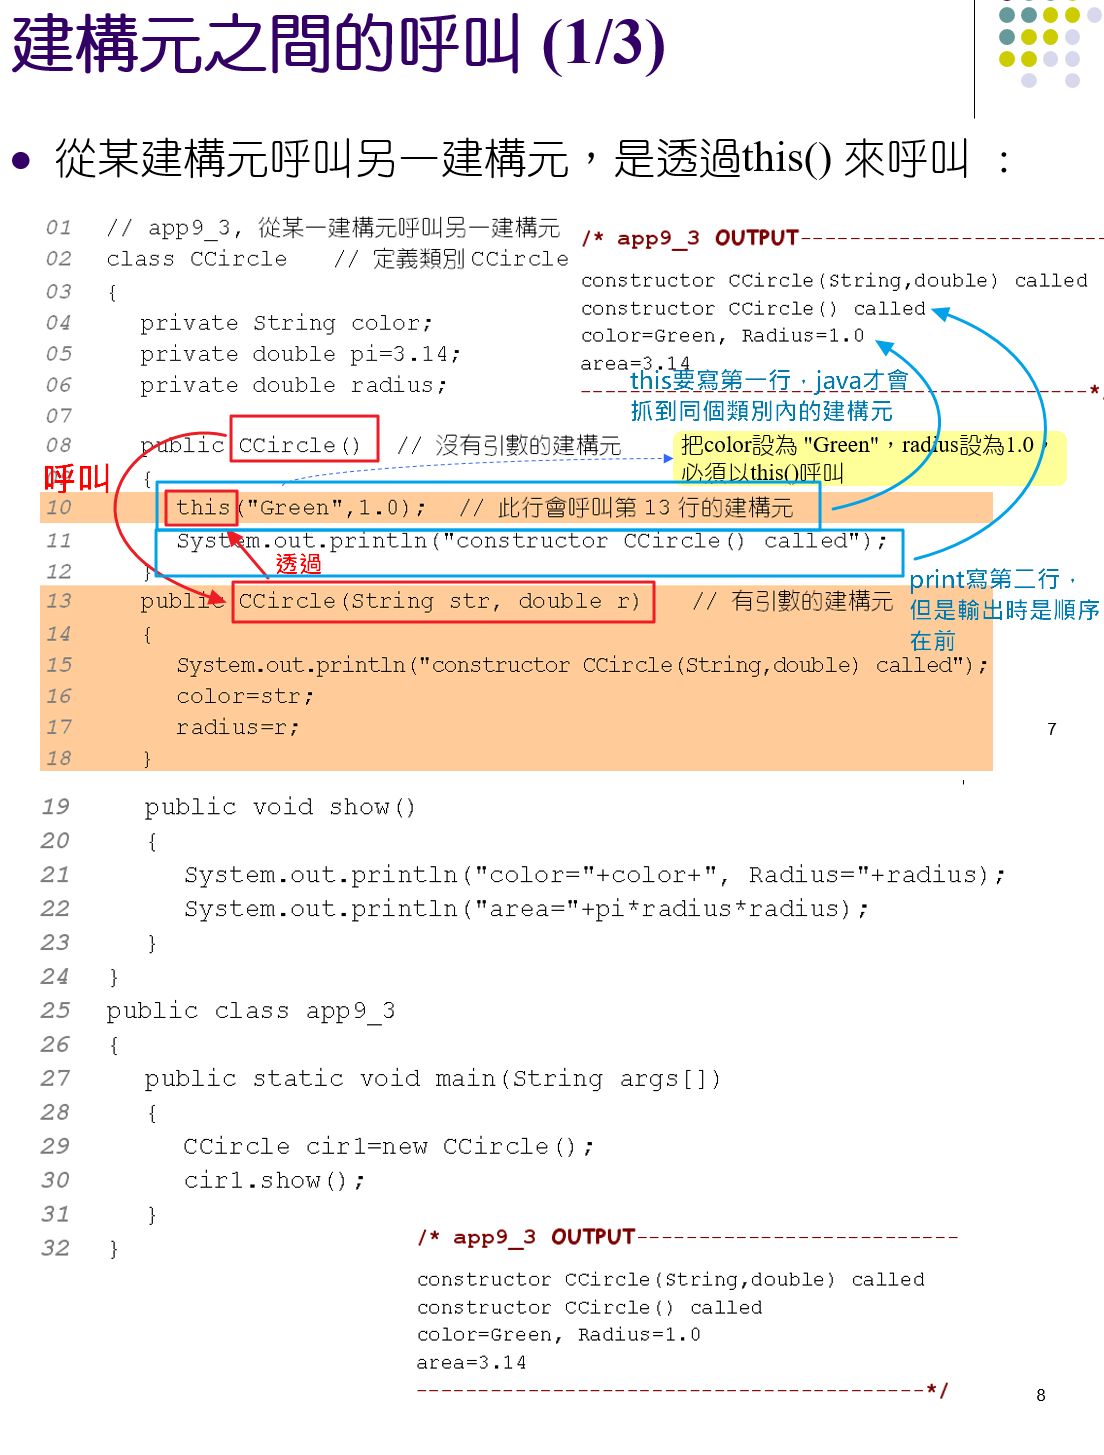 建構元之間的呼叫 (1/3)
從某建構元呼叫另一建構元，是透過this() 來呼叫 ：
01 // app9_3, 從某一建構元呼叫另一建構元
02 class CCircle // 定義類別 CCircle
03 {
04 private String color;
05 private double pi=3.14;
06 private double radius;
07
08 public CCircle() // 沒有引數的建構元
{
10 this("Green",1.0); // 此行會呼叫第 13 行的建構元
11 System.out.println("constructor CCircle() called");
12 }
13 public CCircle(String str, double r) // 有引數的建構元
14 {
15 System.out.println("constructor CCircle(String,double) called");
16 color=str;
17 radius=r;
18 }
/* app9_3 OUTPUT---------------------------
constructor CCircle(String,double) called
constructor CCircle() called
color=Green, Radius=1.0
area=3.14
-----------------------------------------*/
this要寫第一行，java才會
抓到同個類別內的建構元
把color設為 "Green"，radius設為1.0，
必須以this()呼叫
呼叫
透過
print寫第二行，
但是輸出時是順序
在前
7
19 public void show()
20 {
21 System.out.println("color="+color+", Radius="+radius);
22 System.out.println("area="+pi*radius*radius);
23 }
24 }
25 public class app9_3
26 {
27 public static void main(String args[])
28 {
29 CCircle cir1=new CCircle();
30 cir1.show();
31 }
32 }
/* app9_3 OUTPUT--------------------------
constructor CCircle(String,double) called
constructor CCircle() called
color=Green, Radius=1.0
area=3.14
-----------------------------------------*/
8